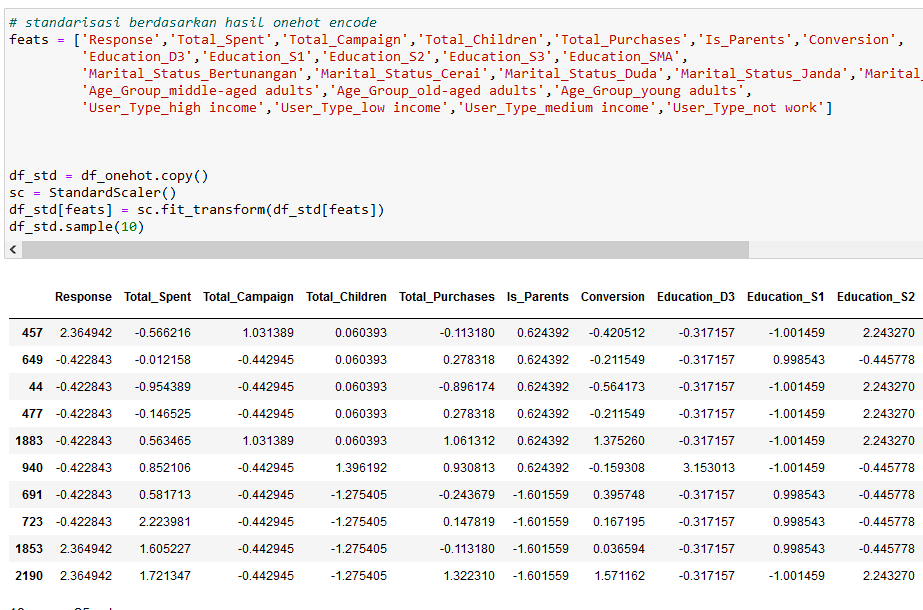 # standarisasi berdasarkan hasil onehot encode
feats = ['Response','Total_Spent','Total_Campaign','Total_Children','Total_Purchases','Is_Parents','Conversion',
'Education_D3','Education_S1','Education_S2','Education_S3','Education_SMA',
'Marital_Status_Bertunangan','Marital_Status_Cerai','Marital_Status_Duda','Marital_Status_Janda','Marital_
'Age_Group_middle-aged adults','Age_Group_old-aged adults','Age_Group_young adults',
'User_Type_high income','User_Type_low income','User_Type_medium income','User_Type_not work']
df_std = df_onehot.copy()
sc = StandardScaler()
df_std[feats] = sc.fit_transform(df_std[feats])
df_std.sample(10)
Response Total_Spent Total_Campaign Total_Children Total_Purchases Is_Parents Conversion Education_D3 Education_S1 Education_S2
457 2.364942 -0.566216 1.031389 0.060393 -0.113180 0.624392 -0.420512 -0.317157 -1.001459 2.243270
649 -0.422843 -0.012158 -0.442945 0.060393 0.278318 0.624392 -0.211549 -0.317157 0.998543 -0.445778
44 -0.422843 -0.954389 -0.442945 0.060393 -0.896174 0.624392 -0.564173 -0.317157 -1.001459 2.243270
477 -0.422843 -0.146525 -0.442945 0.060393 0.278318 0.624392 -0.211549 -0.317157 -1.001459 2.243270
1883 -0.422843 0.563465 1.031389 0.060393 1.061312 0.624392 1.375260 -0.317157 -1.001459 2.243270
940 -0.422843 0.852106 -0.442945 1.396192 0.930813 0.624392 -0.159308 3.153013 -1.001459 -0.445778
691 -0.422843 0.581713 -0.442945 -1.275405 -0.243679 -1.601559 0.395748 -0.317157 0.998543 -0.445778
723 -0.422843 2.223981 -0.442945 -1.275405 0.147819 -1.601559 0.167195 -0.317157 0.998543 -0.445778
1853 2.364942 1.605227 -0.442945 -1.275405 -0.113180 -1.601559 0.036594 -0.317157 0.998543 -0.445778
2190 2.364942 1.721347 -0.442945 -1.275405 1.322310 -1.601559 1.571162 -0.317157 -1.001459 2.243270